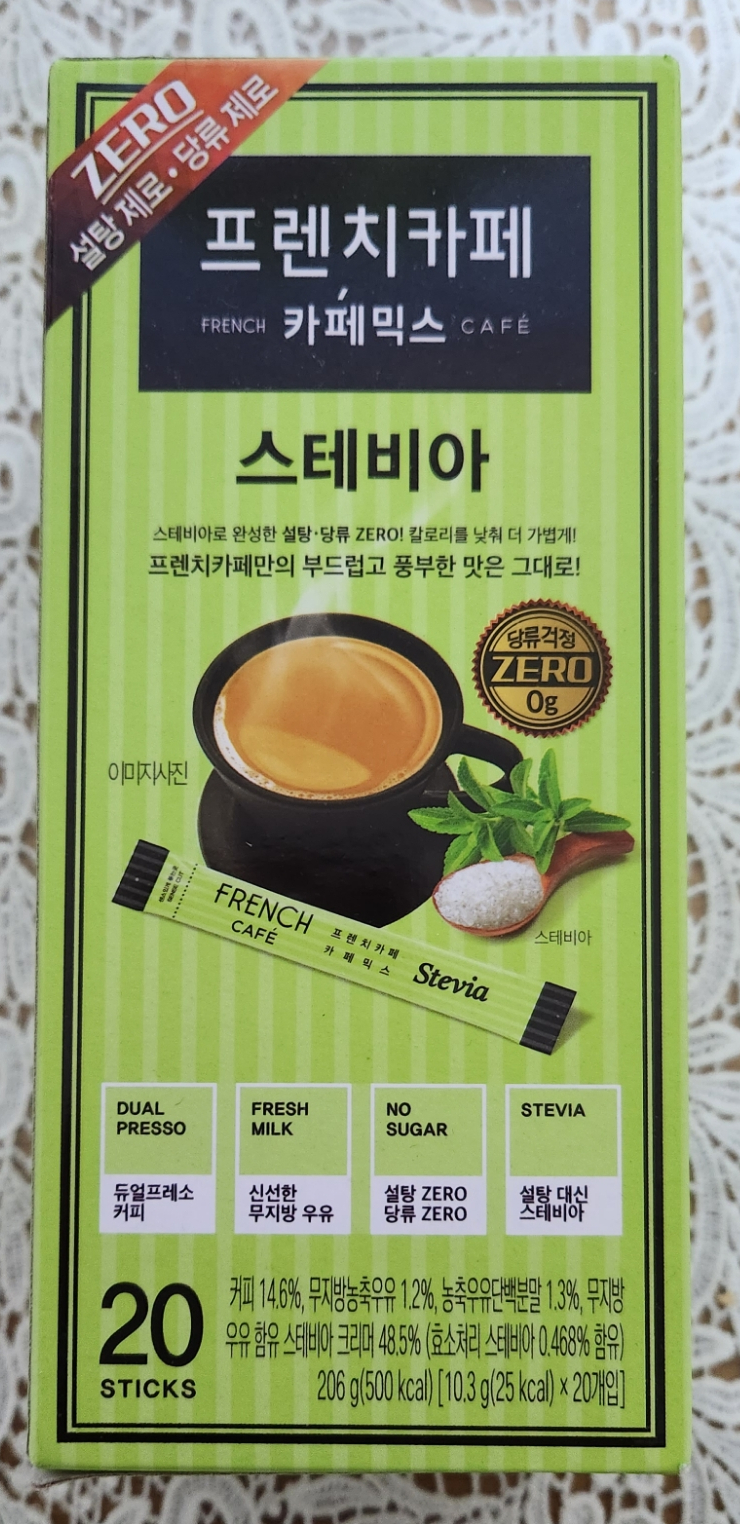 ZERO
설탕 제로·당류 제로
프렌치카페
FRENCH 카페믹스 CAFÉ
스테비아
스테비아로 완성한 설탕·당류 ZERO! 칼로리를 낮춰 더 가볍게!
프렌치카페만의 부드럽고 풍부한 맛은 그대로!
당류걱정
ZERO
0g
이미지사진
스테비아
FRENCH
CAFÉ
프렌치카페
카페믹스
Stevia
DUAL
PRESSO
듀얼프레소
커피
FRESH
MILK
신선한
무지방 우유
NO
SUGAR
설탕 ZERO
당류 ZERO
STEVIA
설탕 대신
스테비아
20
STICKS
커피 14.6%, 무지방농축우유 1.2%, 농축우유단백분말 1.3%, 무지방
우유 함유 스테비아 크리머 48.5% (효소처리 스테비아 0.468% 함유)
206 g(500 kcal) [10.3 g(25 kcal) × 20개입]